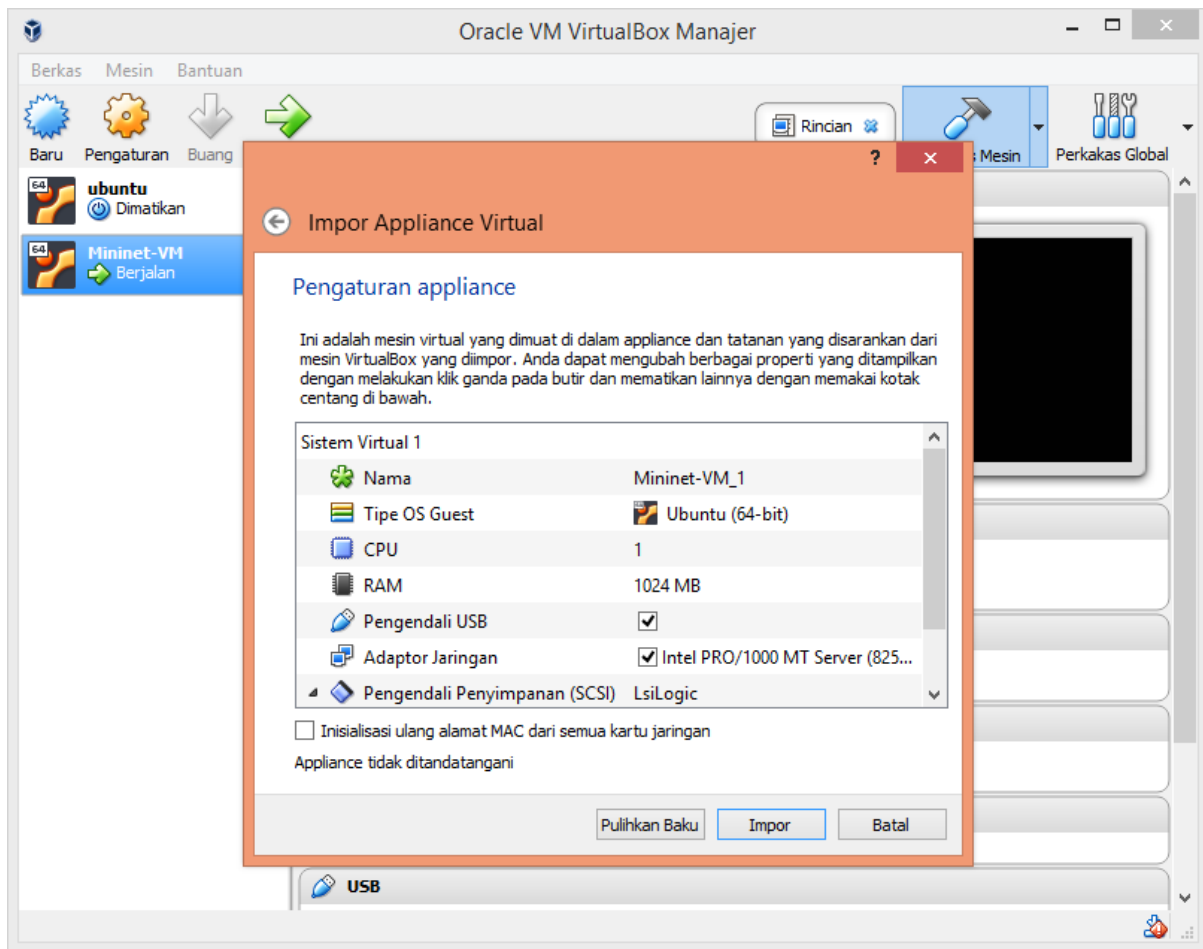 Oracle VM VirtualBox Manajer
Berkas Mesin Bantuan
Baru Pengaturan Buang
Rincian
Mesin
Perkakas Global
64
ubuntu
Dimatikan
64
Mininet-VM
Berjalan
?
Impor Appliance Virtual
Pengaturan appliance
Ini adalah mesin virtual yang dimuat di dalam appliance dan tatanan yang disarankan dari
mesin VirtualBox yang diimpor. Anda dapat mengubah berbagai properti yang ditampilkan
dengan melakukan klik ganda pada butir dan mematikan lainnya dengan memakai kotak
centang di bawah.
Sistem Virtual 1
Nama Mininet-VM_1
Tipe OS Guest Ubuntu (64-bit)
CPU 1
RAM 1024 MB
Pengendali USB
Adaptor Jaringan Intel PRO/1000 MT Server (825...
Pengendali Penyimpanan (SCSI) LsiLogic
Inisialisasi ulang alamat MAC dari semua kartu jaringan
Appliance tidak ditandatangani
Pulihkan Baku Impor Batal
USB